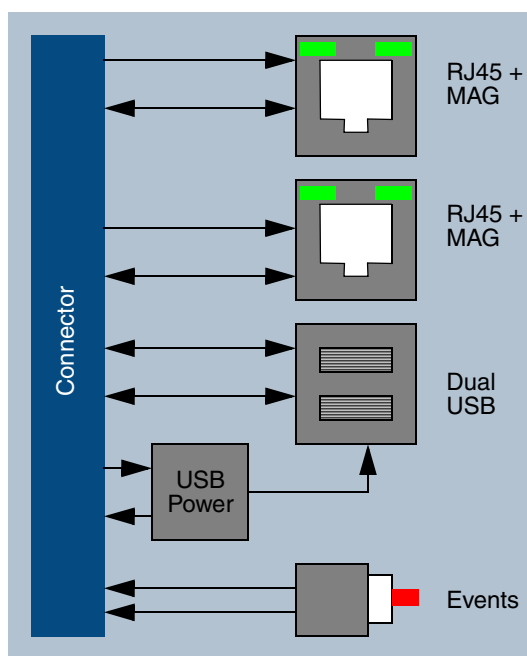 RJ45 +
MAG
RJ45 +
MAG
Connector
Dual
USB
USB
Power
Events